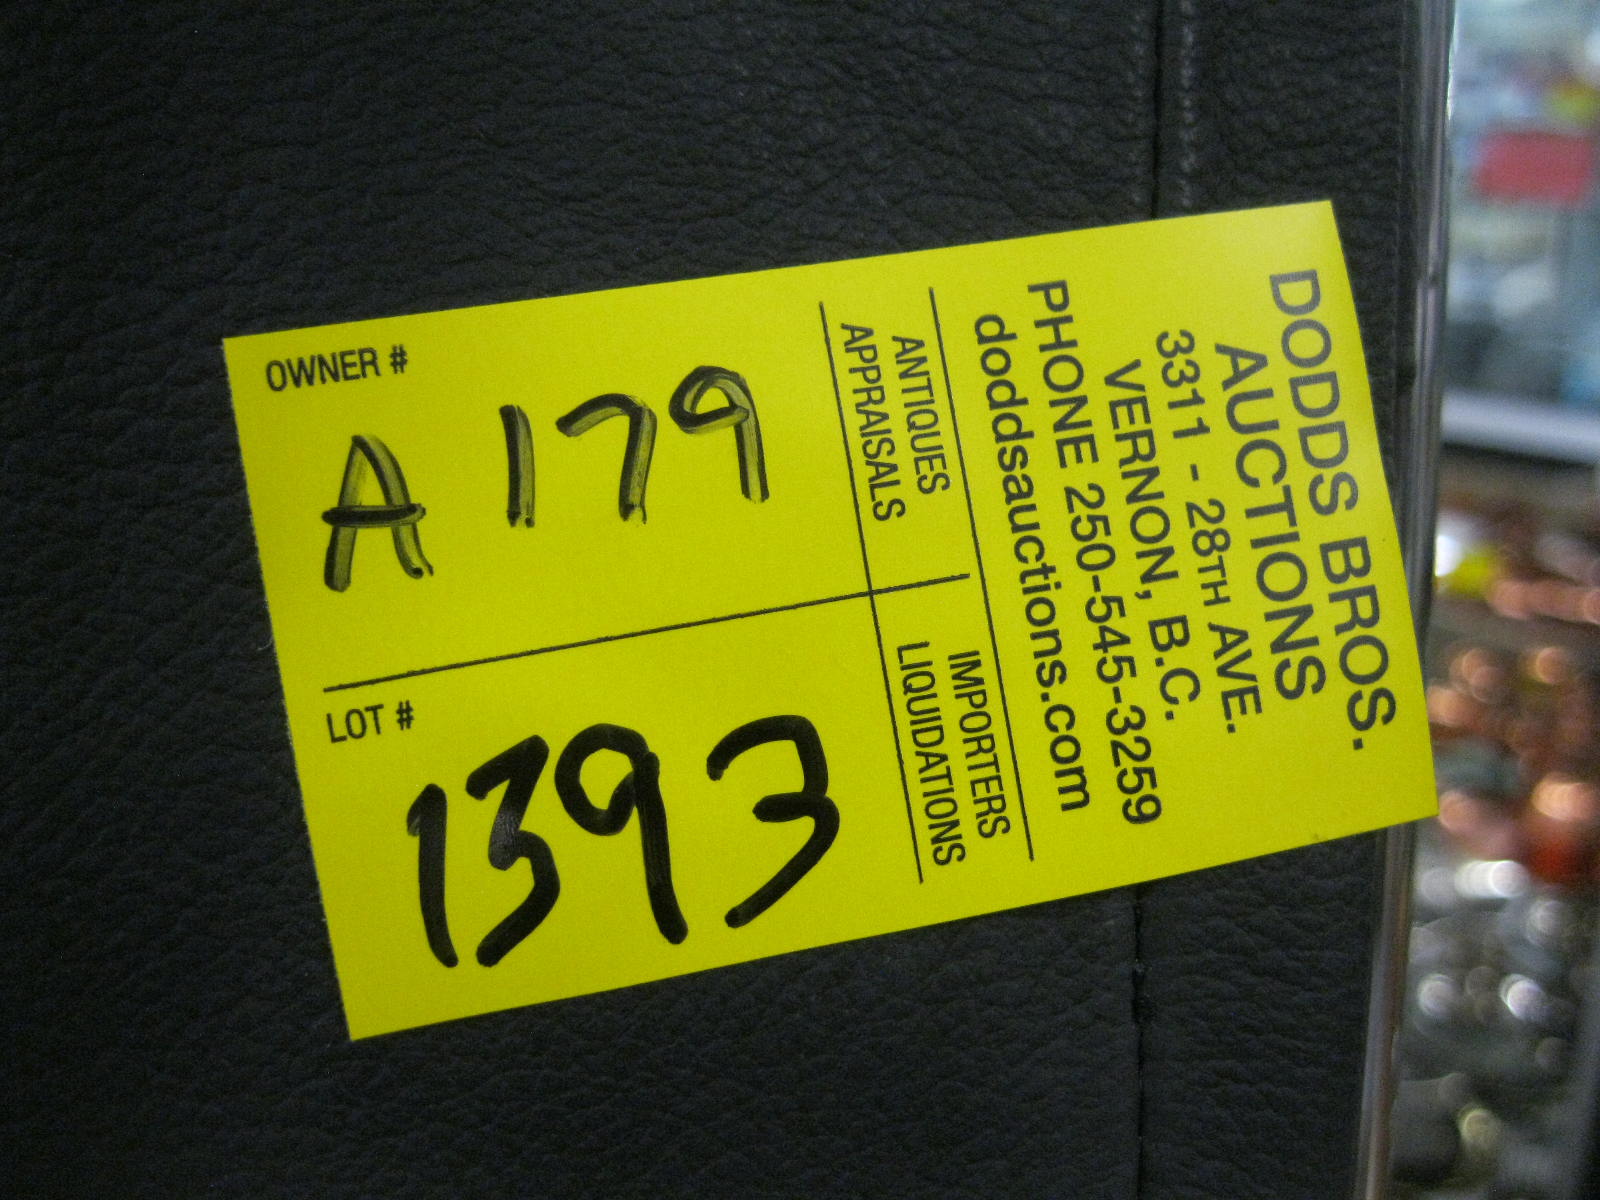 DODDS BROS.
AUCTIONS
3311 - 28TH AVE.
VERNON, B.C.
PHONE 250-545-3259
doddsauctions.com
ANTIQUES
APPRAISALS
IMPORTERS
LIQUIDATIONS
OWNER #
A 179
LOT #
1393